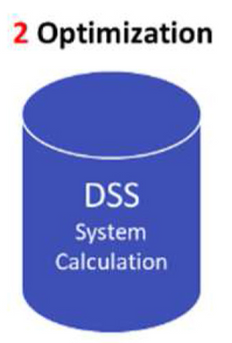 2 Optimization
DSS
System
Calculation